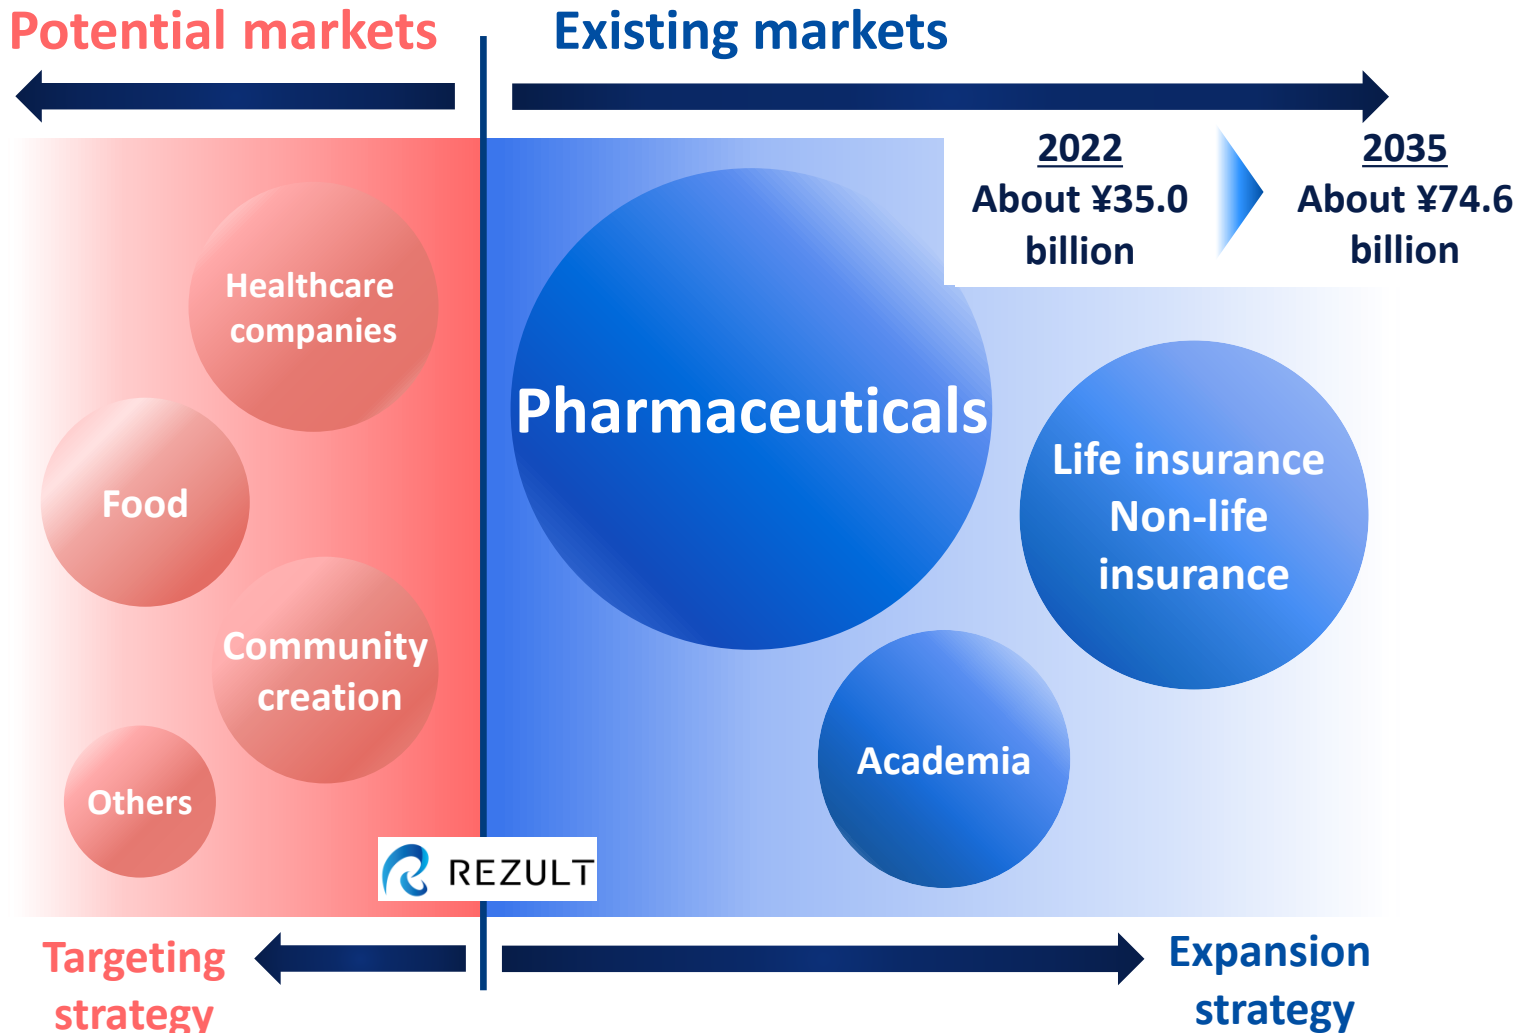 Potential markets
Existing markets
2022
About ¥35.0
billion
2035
About ¥74.6
billion
Healthcare
companies
Food
Community
creation
Others
Pharmaceuticals
Life insurance
Non-life
insurance
Academia
REZULT
Targeting
strategy
Expansion
strategy